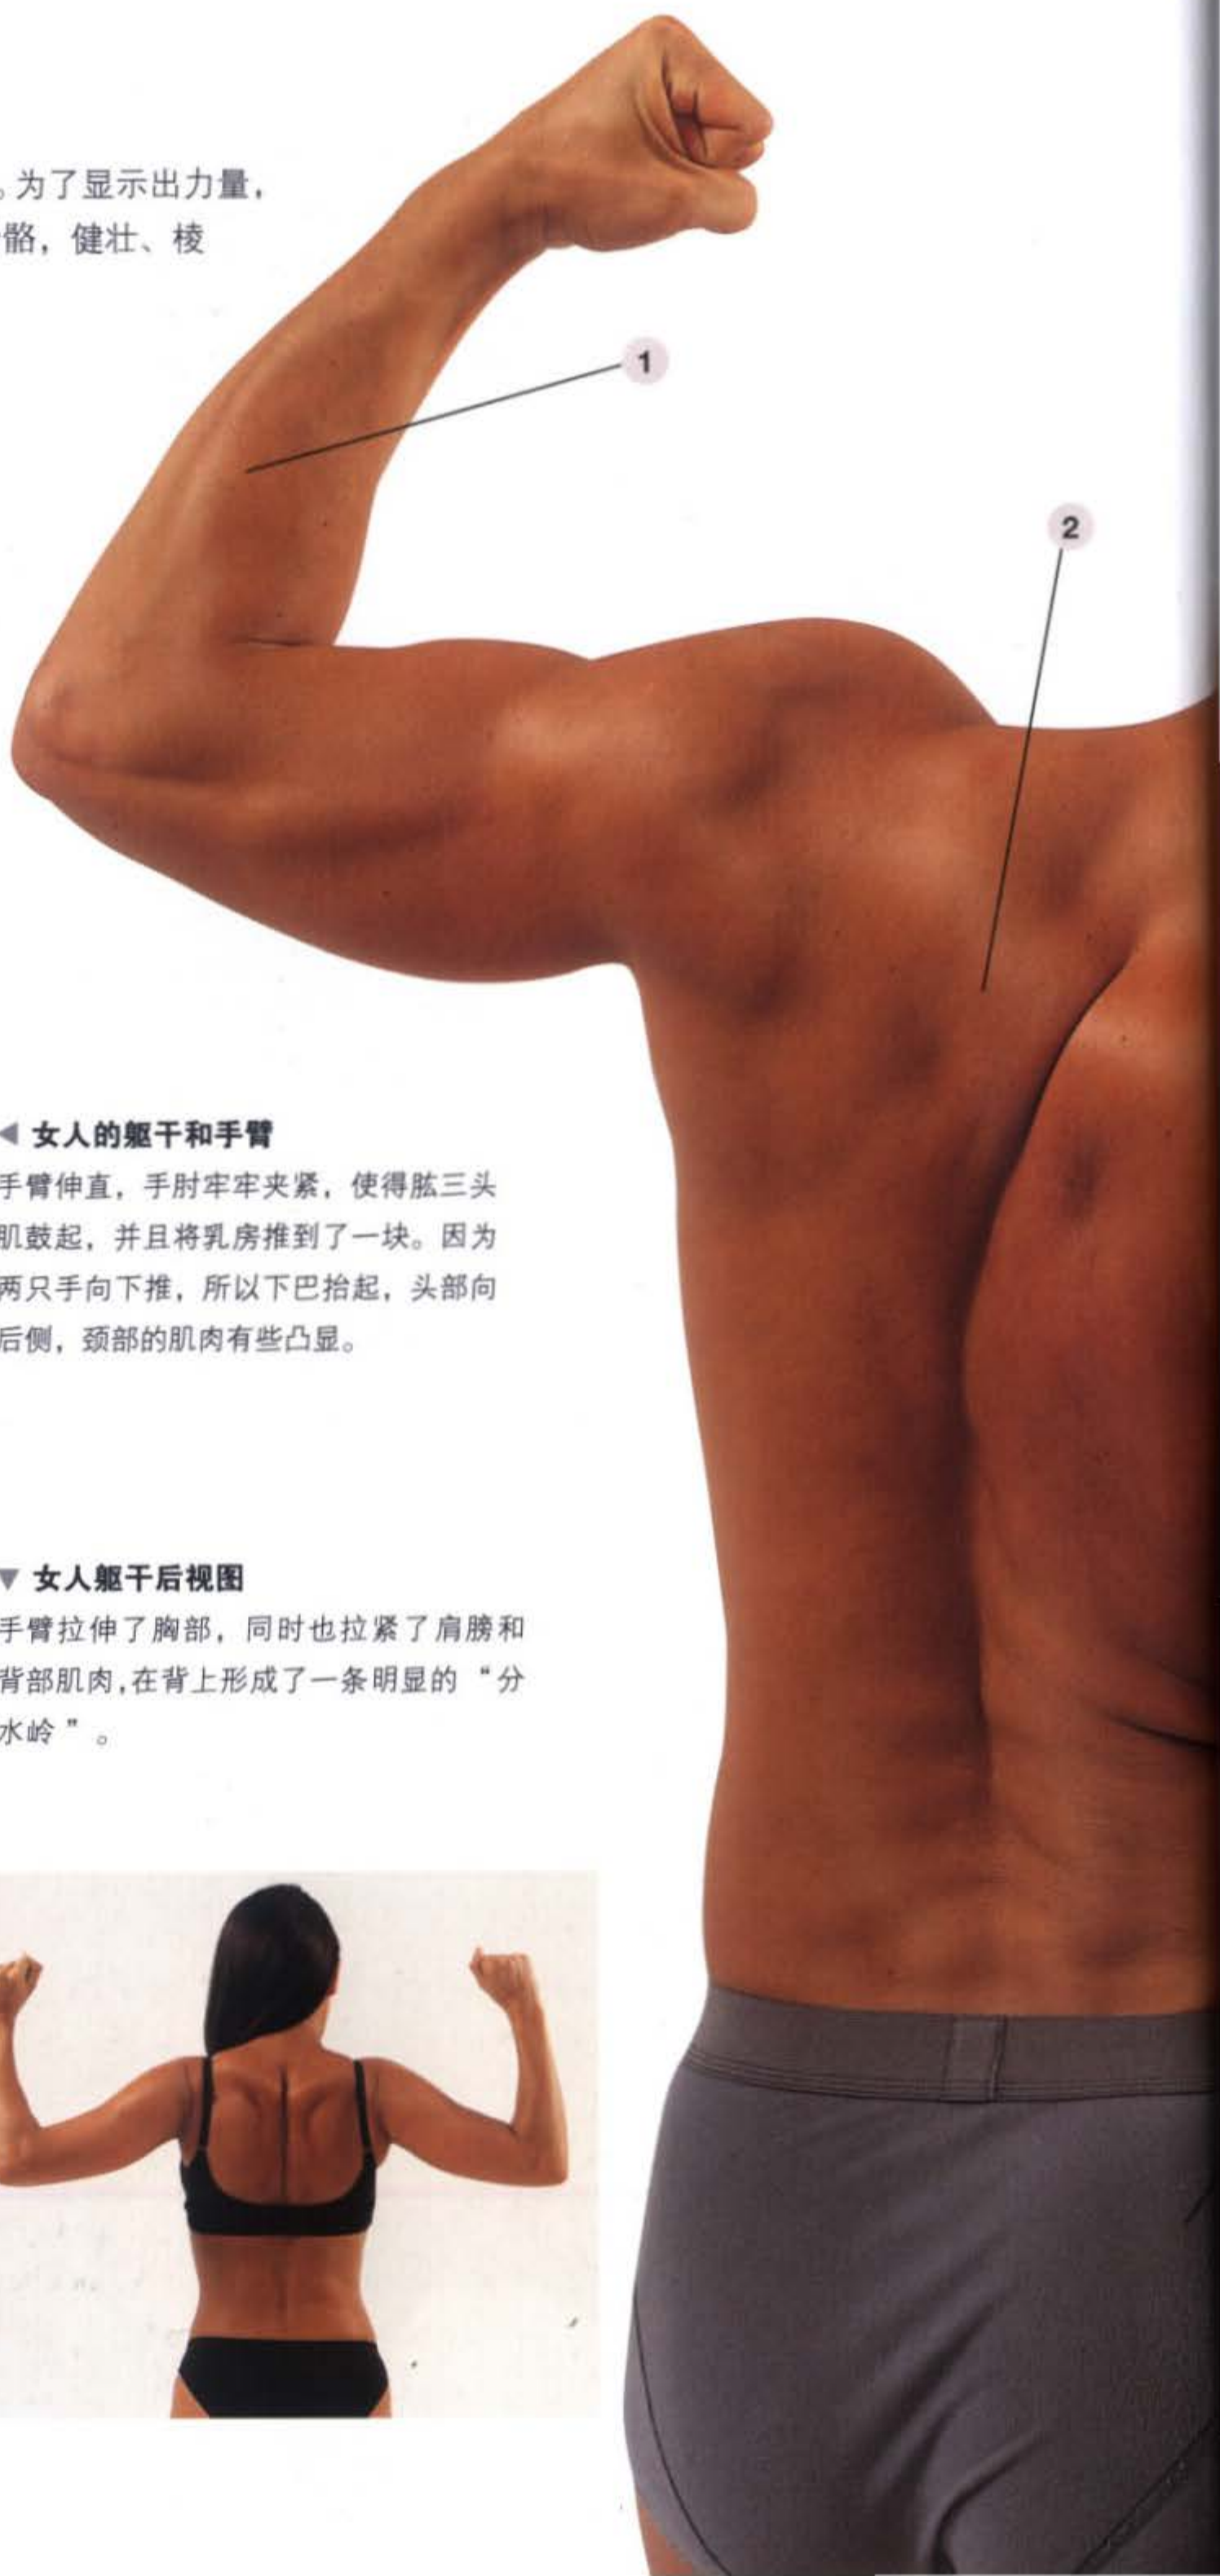 。为了显示出力量，
骼，健壮、棱
1
2
女人的躯干和手臂
手臂伸直，手肘牢牢夹紧，使得肱三头
肌鼓起，并且将乳房推到了一块。因为
两只手向下推，所以下巴抬起，头部向
后侧，颈部的肌肉有些凸显。
女人躯干后视图
手臂拉伸了胸部，同时也拉紧了肩膀和
背部肌肉,在背上形成了一条明显的“分
水岭”。